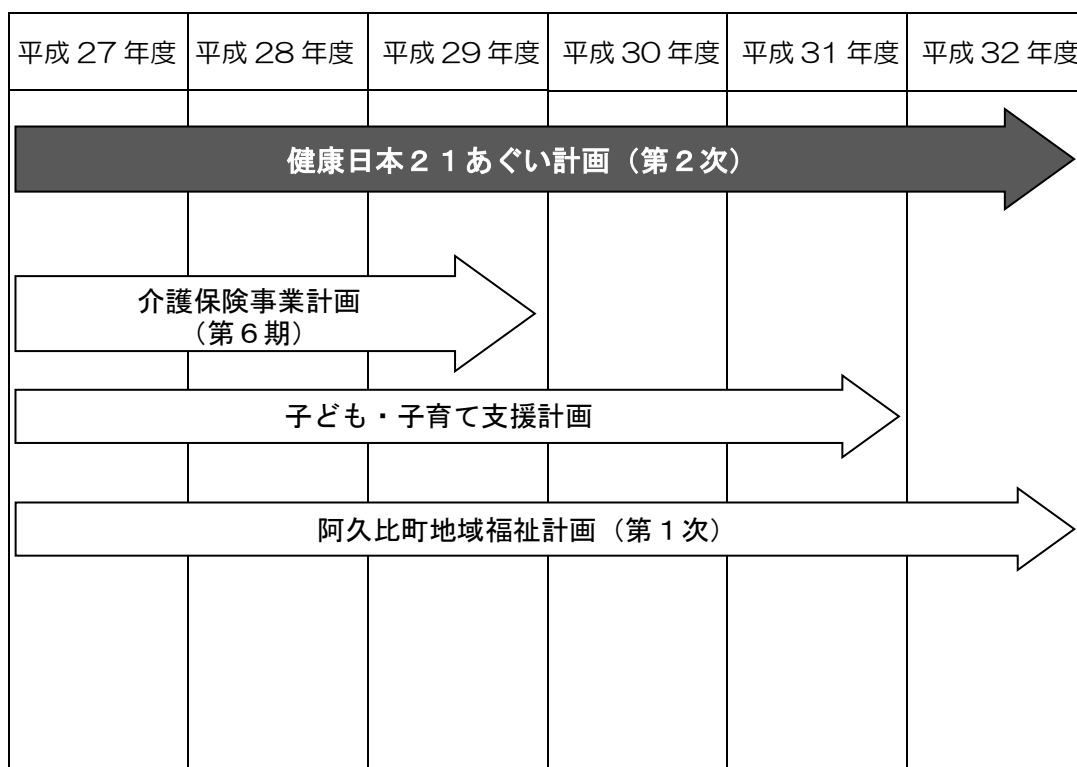 平成 27 年度 平成 28 年度 平成 29 年度 平成 30 年度 平成 31 年度 平成 32 年度
健康日本２１あぐい計画（第２次）
介護保険事業計画
（第６期）
子ども・子育て支援計画
阿久比町地域福祉計画（第１次）